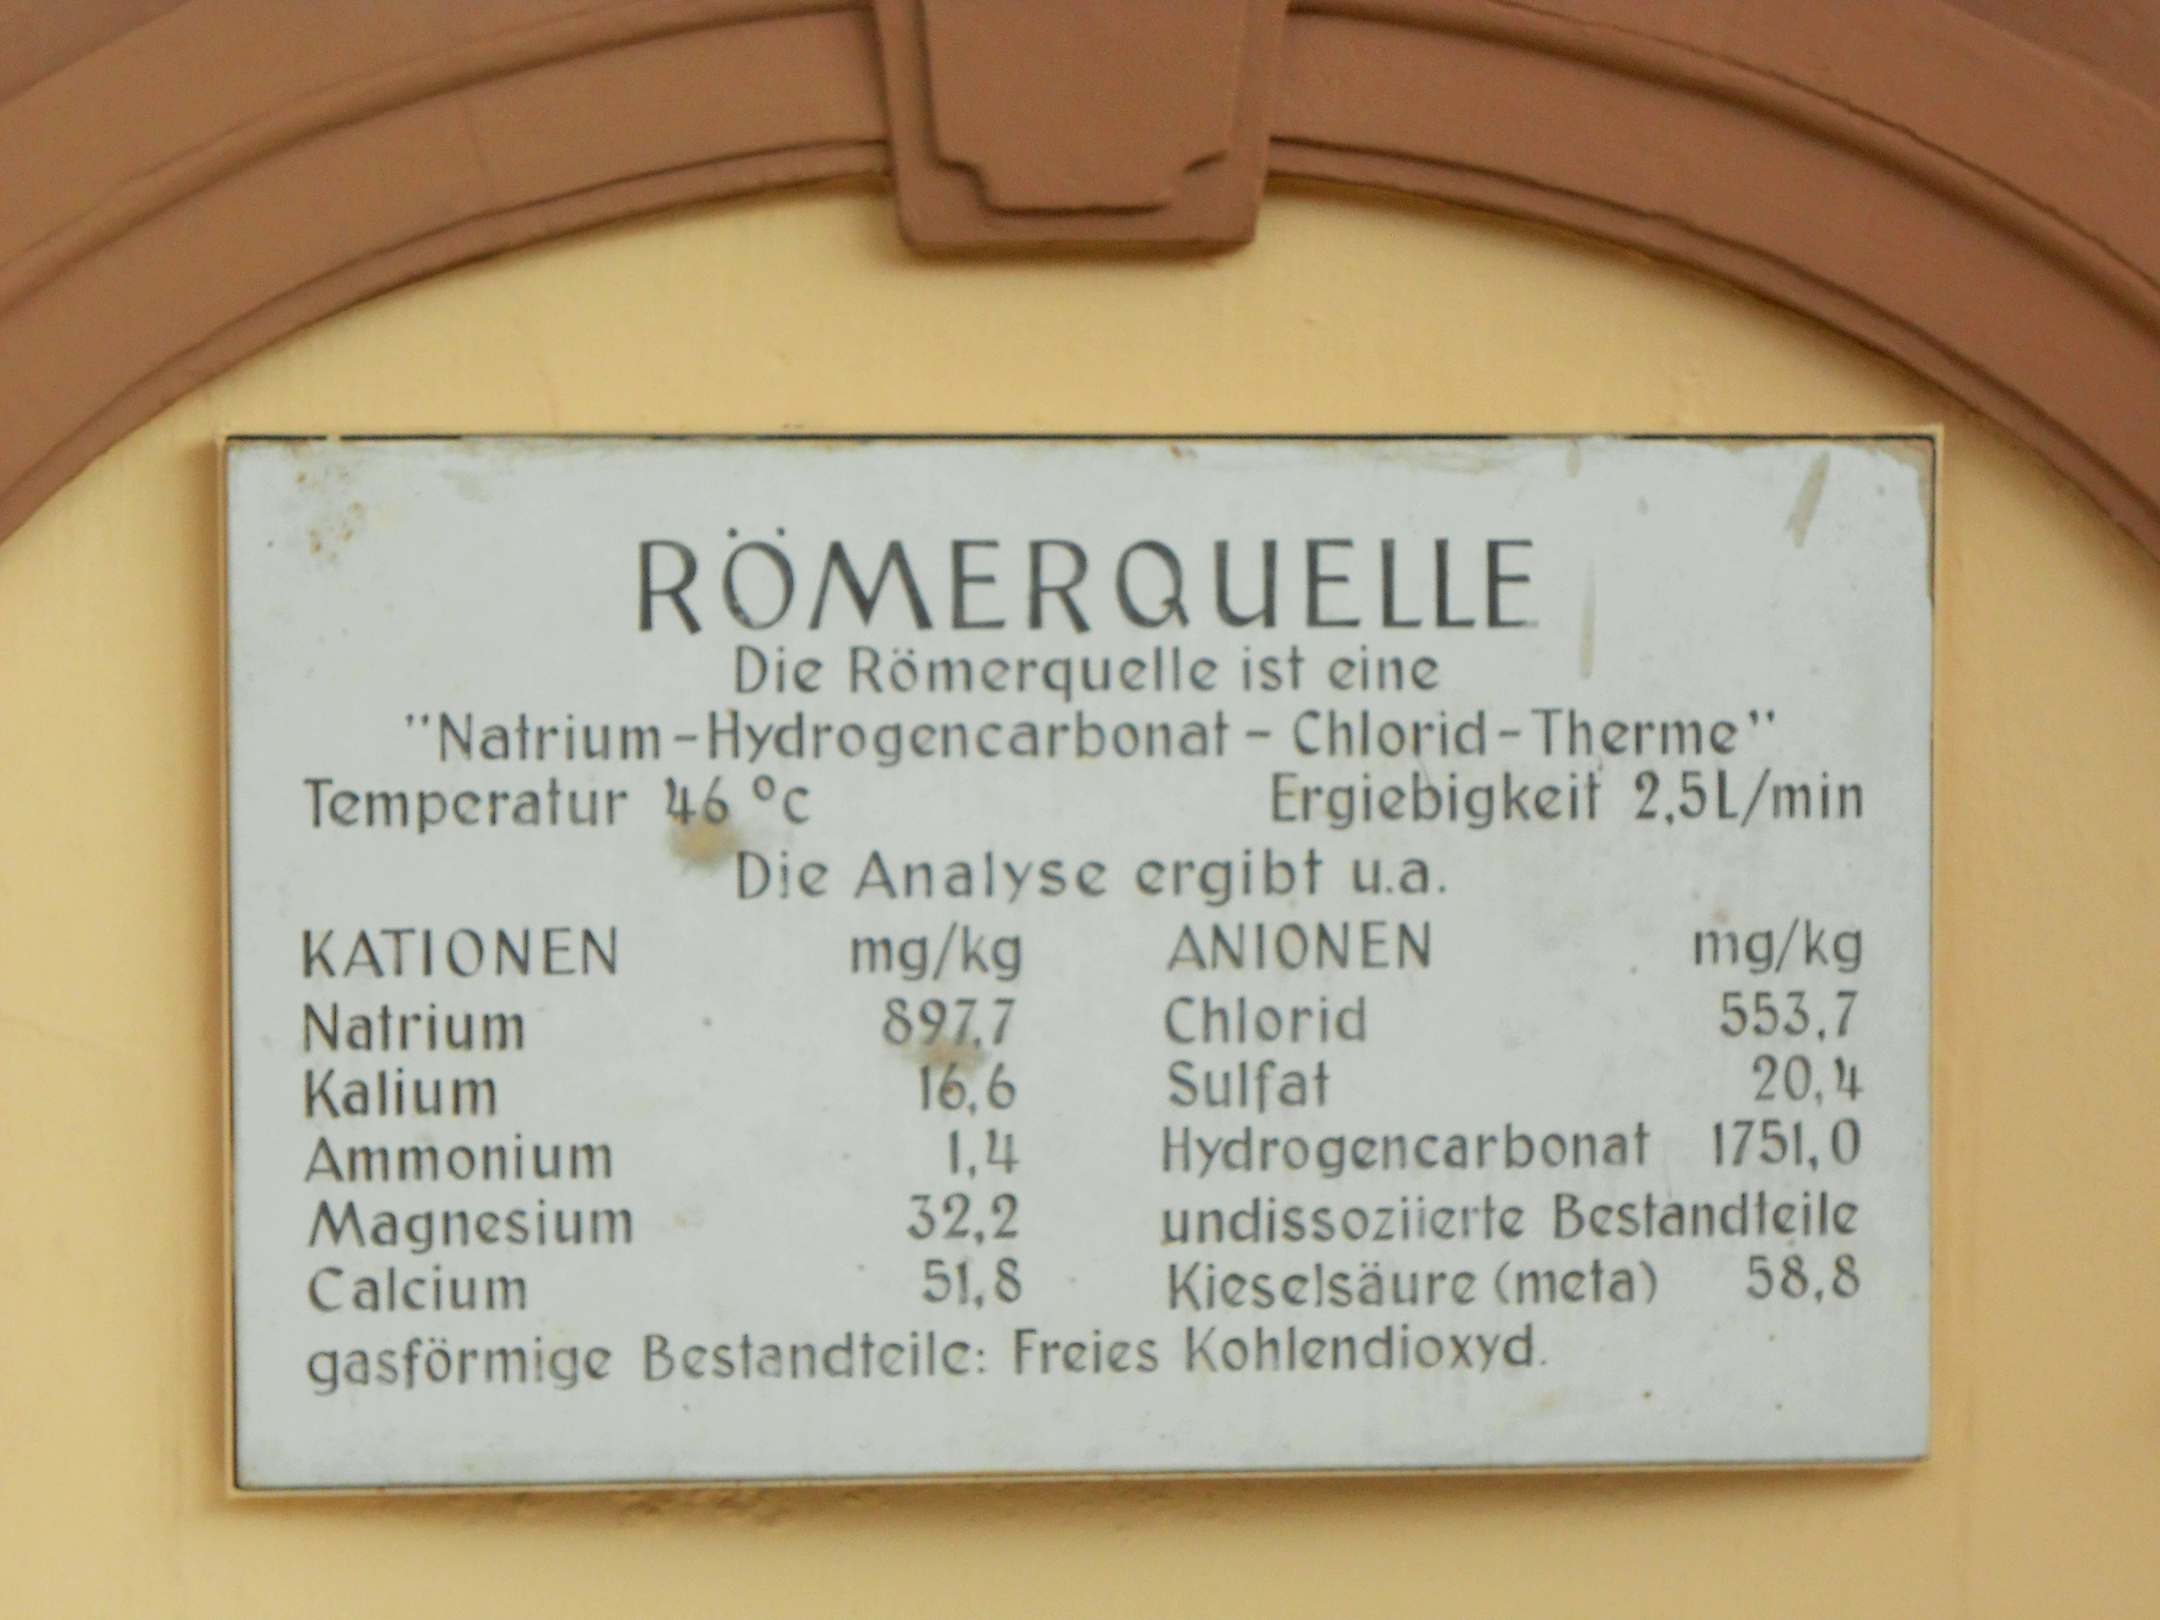 RÖMERQUELLE
Die Römerquelle ist eine
"Natrium-Hydrogencarbonat - Chlorid-Therme"
Temperatur 46 °C Ergiebigkeit 2,5L/min
Die Analyse ergibt u.a.
KATIONEN mg/kg ANIONEN mg/kg
Natrium 897,7 Chlorid 553,7
Kalium 16,6 Sulfat 20,4
Ammonium 1,4 Hydrogencarbonat 1751,0
Magnesium 32,2 undissoziierte Bestandteile
Calcium 51,8 Kieselsäure (meta) 58,8
gasförmige Bestandteile: Freies Kohlendioxyd.